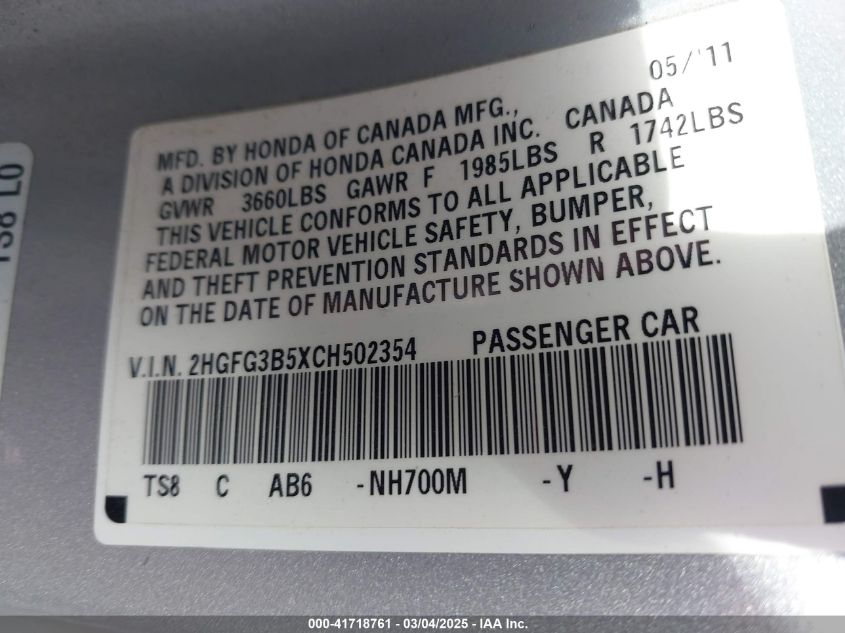 05/'11
MFD. BY HONDA OF CANADA MFG.,
A DIVISION OF HONDA CANADA INC. CANADA
GVWR 3660LBS GAWR F 1985LBS R 1742LBS
THIS VEHICLE CONFORMS TO ALL APPLICABLE
FEDERAL MOTOR VEHICLE SAFETY, BUMPER,
AND THEFT PREVENTION STANDARDS IN EFFECT
ON THE DATE OF MANUFACTURE SHOWN ABOVE.
V.I.N. 2HGFG3B5XCH502354 PASSENGER CAR
TS8 C AB6 -NH700M -Y -H
TS8 L0
000-41718761 - 03/04/2025 - IAA Inc.